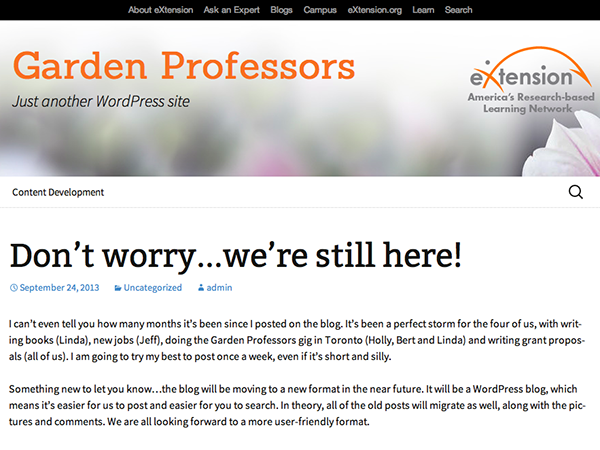 About eXtension Ask an Expert Blogs Campus eXtension.org Learn Search
Garden Professors
Just another WordPress site
eXtension
America's Research-based
Learning Network
Content Development
Don't worry...we're still here!
September 24, 2013 Uncategorized admin
I can't even tell you how many months it's been since I posted on the blog. It's been a perfect storm for the four of us, with writ-
ing books (Linda), new jobs (Jeff), doing the Garden Professors gig in Toronto (Holly, Bert and Linda) and writing grant propos-
als (all of us). I am going to try my best to post once a week, even if it's short and silly.
Something new to let you know...the blog will be moving to a new format in the near future. It will be a WordPress blog, which
means it's easier for us to post and easier for you to search. In theory, all of the old posts will migrate as well, along with the pic-
tures and comments. We are all looking forward to a more user-friendly format.